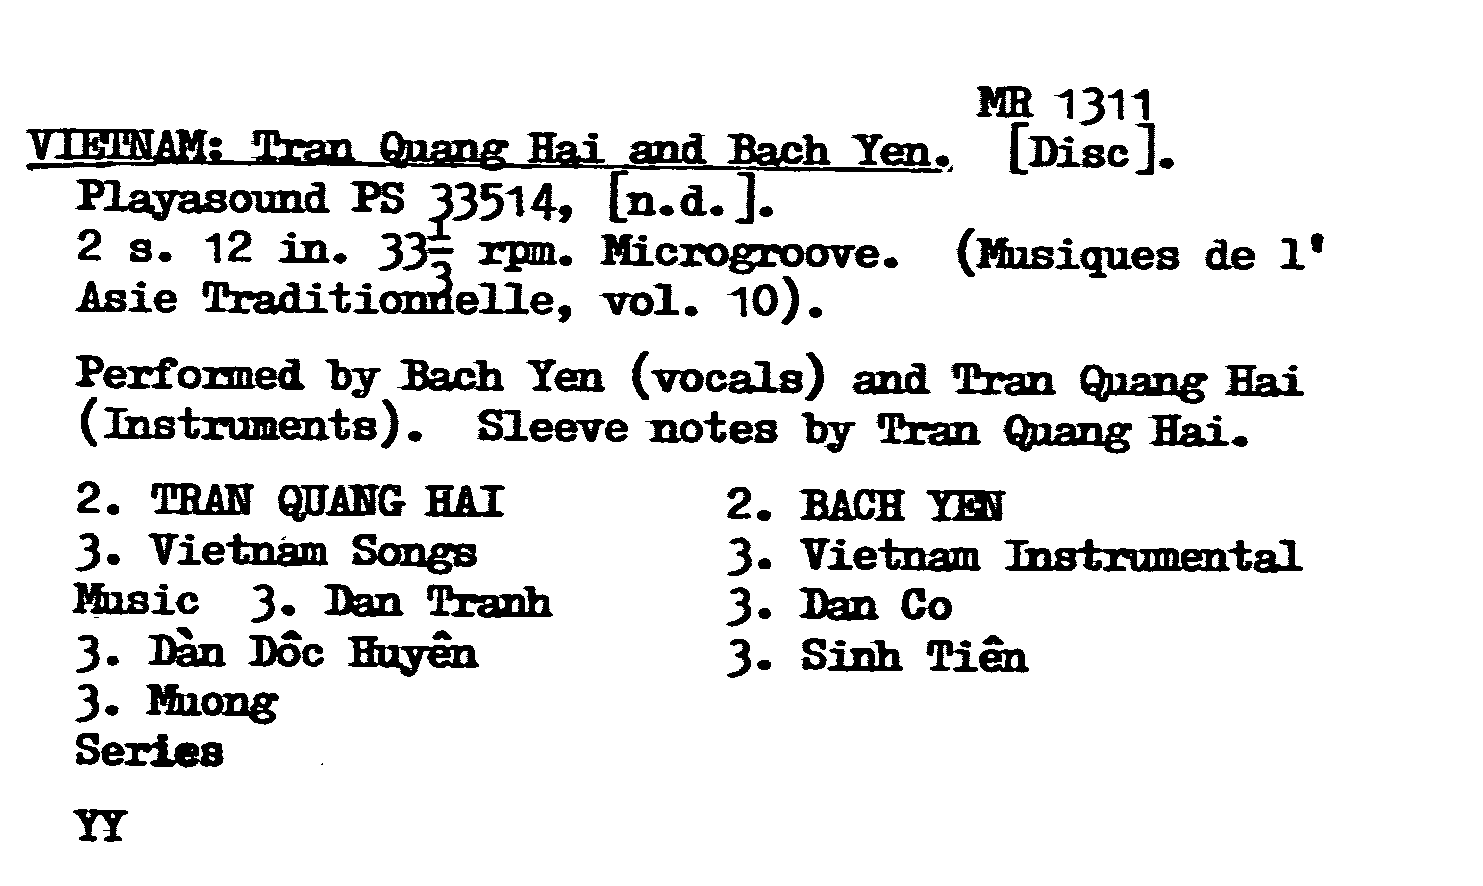 MR 1311
VIETNAM: Tran Quang Hai and Bach Yen. [Disc].
Playasound PS 33514, [n.d.].
2 s. 12 in. 33 1/3 rpm. Microgroove. (Musiques de l'
Asie Traditionnelle, vol. 10).
Performed by Bach Yen (vocals) and Tran Quang Hai
(Instruments). Sleeve notes by Tran Quang Hai.
2. TRAN QUANG HAI 2. BACH YEN
3. Vietnam Songs 3. Vietnam Instrumental
Music 3. Dan Tranh 3. Dan Co
3. Dàn Dôc Huyên 3. Sinh Tiên
3. Muong
Series
YY